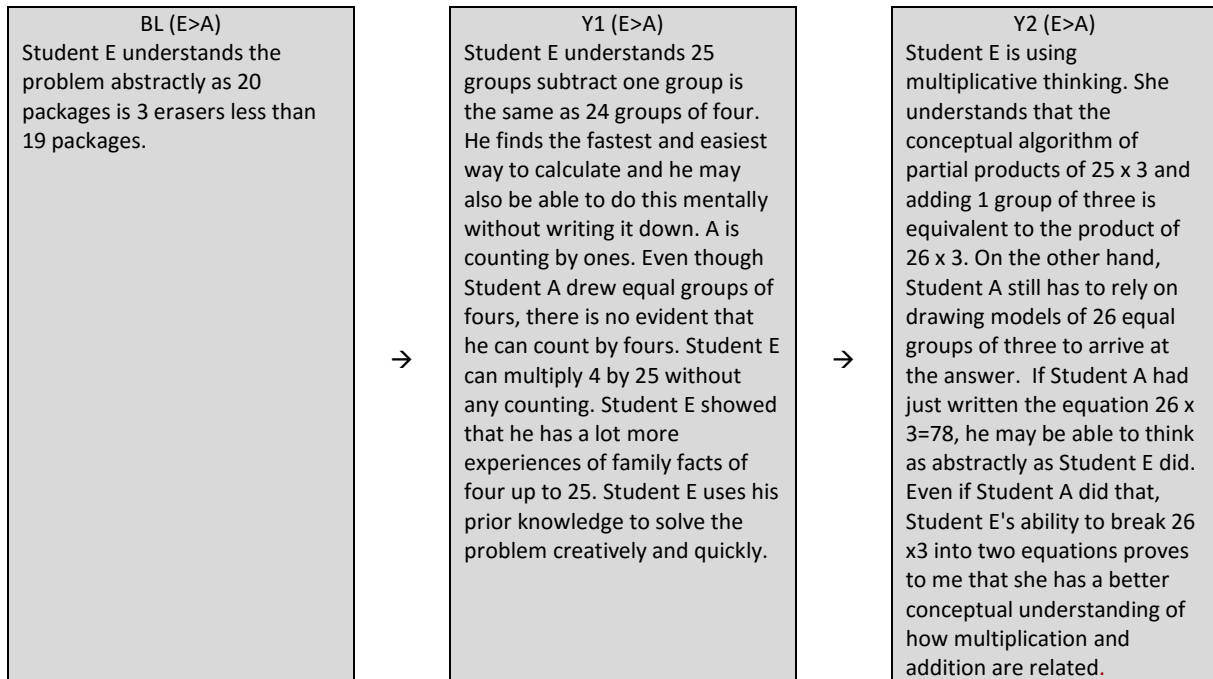 BL (E>A)
Student E understands the
problem abstractly as 20
packages is 3 erasers less than
19 packages.
→
Y1 (E>A)
Student E understands 25
groups subtract one group is
the same as 24 groups of four.
He finds the fastest and easiest
way to calculate and he may
also be able to do this mentally
without writing it down. A is
counting by ones. Even though
Student A drew equal groups of
fours, there is no evident that
he can count by fours. Student E
can multiply 4 by 25 without
any counting. Student E showed
that he has a lot more
experiences of family facts of
four up to 25. Student E uses his
prior knowledge to solve the
problem creatively and quickly.
→
Y2 (E>A)
Student E is using
multiplicative thinking. She
understands that the
conceptual algorithm of
partial products of 25 x 3 and
adding 1 group of three is
equivalent to the product of
26 x 3. On the other hand,
Student A still has to rely on
drawing models of 26 equal
groups of three to arrive at
the answer.  If Student A had
just written the equation 26 x
3=78, he may be able to think
as abstractly as Student E did.
Even if Student A did that,
Student E's ability to break 26
x3 into two equations proves
to me that she has a better
conceptual understanding of
how multiplication and
addition are related.